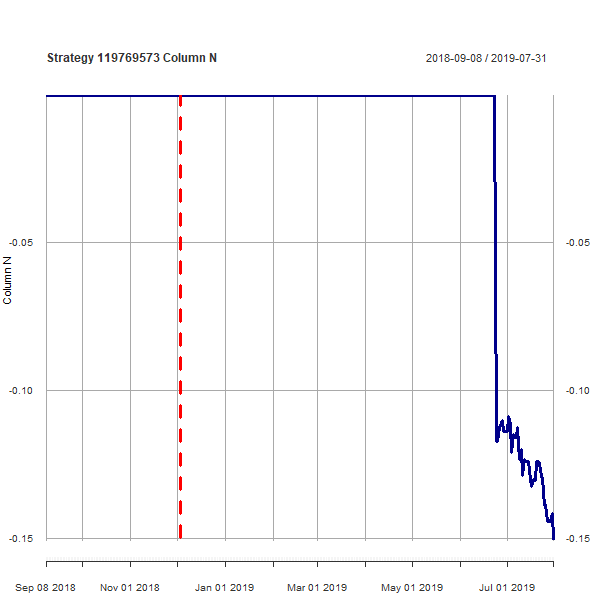 Strategy 119769573 Column N
2018-09-08 / 2019-07-31
Column N
-0.05
-0.05
-0.10
-0.10
-0.15
-0.15
Sep 08 2018
Nov 01 2018
Jan 01 2019
Mar 01 2019
May 01 2019
Jul 01 2019